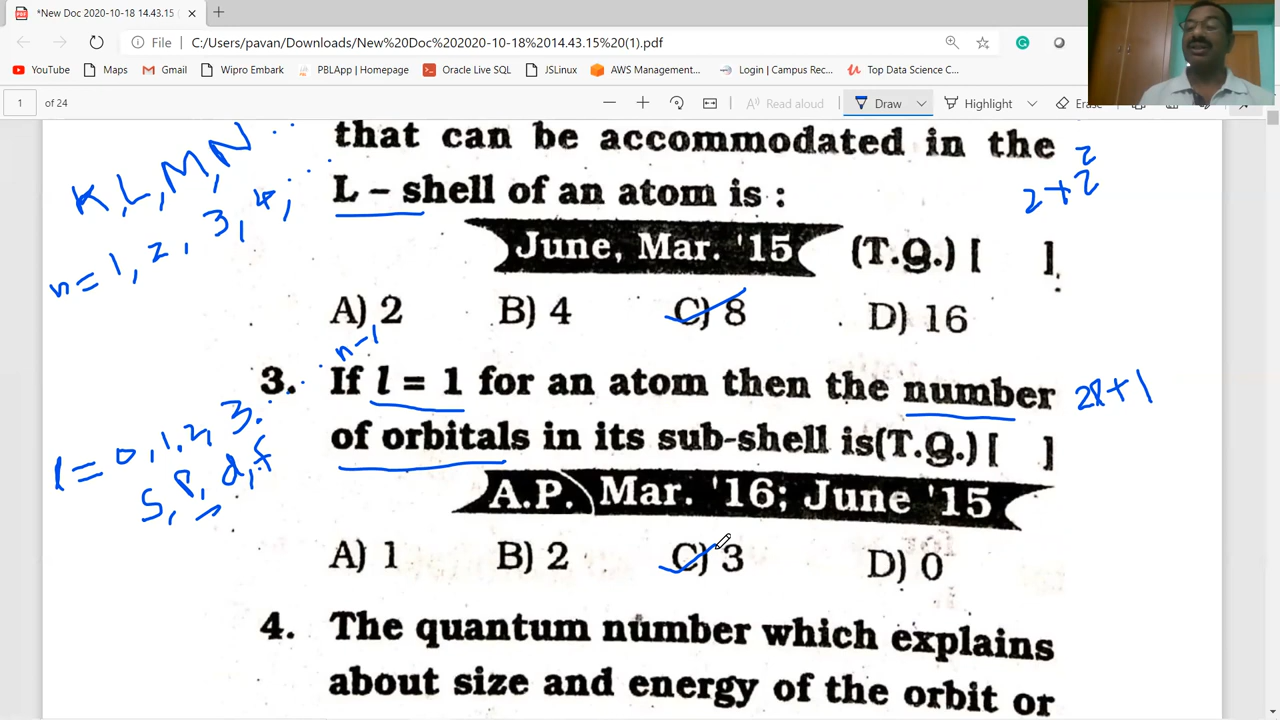 *New Doc 2020-10-18 14.43.15 (1).p
File C:/Users/pavan/Downloads/New%20Doc%202020-10-18%2014.43.15%20(1).pdf
YouTube Maps Gmail Wipro Embark PBLApp | Homepage Oracle Live SQL JSLinux AWS Management... Login | Campus Rec... Top Data Science C...
1 of 24 Read aloud Draw Highlight Erase
that can be accommodated in the
L – shell of an atom is :
K, L, M, N ..
n = 1, 2, 3, 4, ...
2 + 2 2
June, Mar. '15 (T.G.) [ ]
A) 2 B) 4 C) 8 D) 16
n-1
3. If l = 1 for an atom then the number
of orbitals in its sub-shell is(T.G.) [ ]
2l+1
l = 0, 1, 2, 3. ...
s, p, d, f
A.P. Mar. '16; June '15
A) 1 B) 2 C) 3 D) 0
4. The quantum number which explains
about size and energy of the orbit or